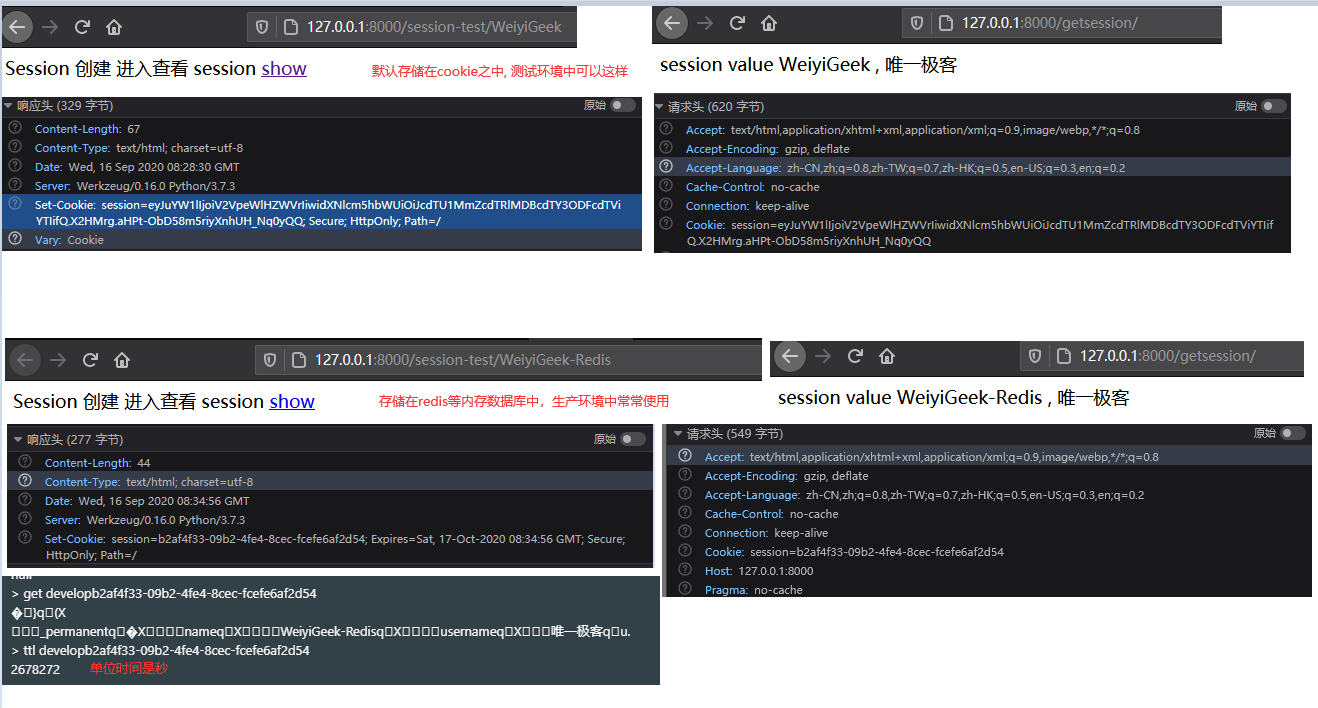 127.0.0.1:8000/session-test/WeiyiGeek
Session 创建 进入查看 session show
默认存储在cookie之中, 测试环境中可以这样
响应头 (329 字节)
原始
Content-Length: 67
Content-Type: text/html; charset=utf-8
Date: Wed, 16 Sep 2020 08:28:30 GMT
Server: Werkzeug/0.16.0 Python/3.7.3
Set-Cookie: session=eyJuYW1lIjoiV2VpeWlHZWVrIiwidXNlcm5hbWUiOiJcdTU1MmZcdTRlMDBcdTY3ODFcdTVi
YTIifQ.X2HMrg.aHPt-ObD58m5riyXnhUH_Nq0yQQ; Secure; HttpOnly; Path=/
Vary: Cookie
127.0.0.1:8000/getsession/
session value WeiyiGeek , 唯一极客
请求头 (620 字节)
原始
Accept: text/html,application/xhtml+xml,application/xml;q=0.9,image/webp,*/*;q=0.8
Accept-Encoding: gzip, deflate
Accept-Language: zh-CN,zh;q=0.8,zh-TW;q=0.7,zh-HK;q=0.5,en-US;q=0.3,en;q=0.2
Cache-Control: no-cache
Connection: keep-alive
Cookie: session=eyJuYW1lIjoiV2VpeWlHZWVrIiwidXNlcm5hbWUiOiJcdTU1MmZcdTRlMDBcdTY3ODFcdTViYTIif
Q.X2HMrg.aHPt-ObD58m5riyXnhUH_Nq0yQQ
127.0.0.1:8000/session-test/WeiyiGeek-Redis
Session 创建 进入查看 session show
存储在redis等内存数据库中，生产环境中常常使用
响应头 (277 字节)
原始
Content-Length: 44
Content-Type: text/html; charset=utf-8
Date: Wed, 16 Sep 2020 08:34:56 GMT
Server: Werkzeug/0.16.0 Python/3.7.3
Set-Cookie: session=b2af4f33-09b2-4fe4-8cec-fcefe6af2d54; Expires=Sat, 17-Oct-2020 08:34:56 GMT; Secure;
HttpOnly; Path=/
null
> get developb2af4f33-09b2-4fe4-8cec-fcefe6af2d54
�}q(X
_permanentq�XnameqXWeiyiGeek-RedisqXusernameqX唯一极客qu.
> ttl developb2af4f33-09b2-4fe4-8cec-fcefe6af2d54
2678272
单位时间是秒
127.0.0.1:8000/getsession/
session value WeiyiGeek-Redis , 唯一极客
请求头 (549 字节)
原始
Accept: text/html,application/xhtml+xml,application/xml;q=0.9,image/webp,*/*;q=0.8
Accept-Encoding: gzip, deflate
Accept-Language: zh-CN,zh;q=0.8,zh-TW;q=0.7,zh-HK;q=0.5,en-US;q=0.3,en;q=0.2
Cache-Control: no-cache
Connection: keep-alive
Cookie: session=b2af4f33-09b2-4fe4-8cec-fcefe6af2d54
Host: 127.0.0.1:8000
Pragma: no-cache